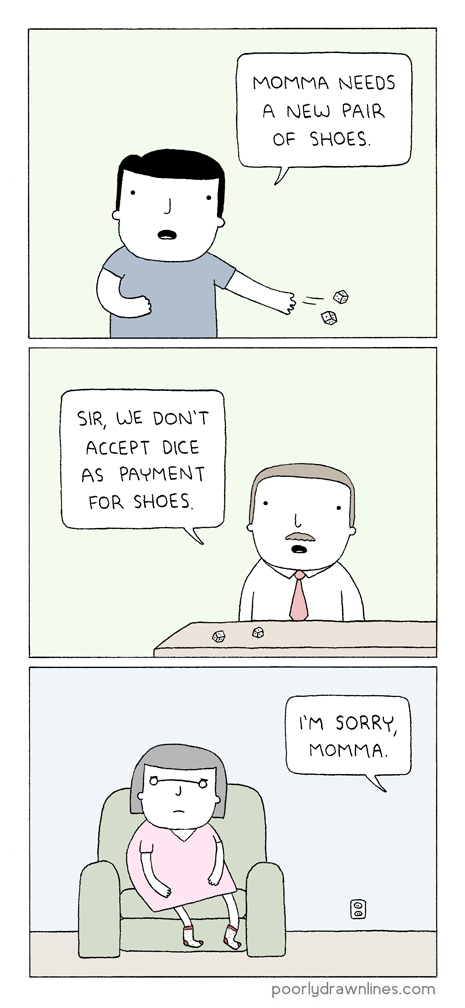 MOMMA NEEDS
A NEW PAIR
OF SHOES.
SIR, WE DON'T
ACCEPT DICE
AS PAYMENT
FOR SHOES.
I'M SORRY,
MOMMA.
poorlydrawnlines.com